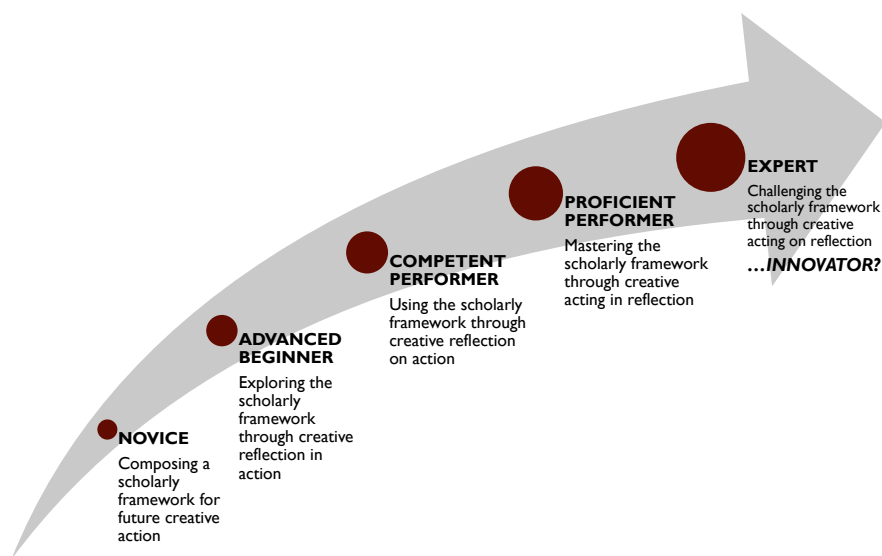 NOVICE
Composing a
scholarly
framework for
future creative
action
ADVANCED
BEGINNER
Exploring the
scholarly
framework
through creative
reflection in
action
COMPETENT
PERFORMER
Using the scholarly
framework through
creative reflection
on action
PROFICIENT
PERFORMER
Mastering the
scholarly framework
through creative
acting in reflection
EXPERT
Challenging the
scholarly framework
through creative
acting on reflection
...INNOVATOR?